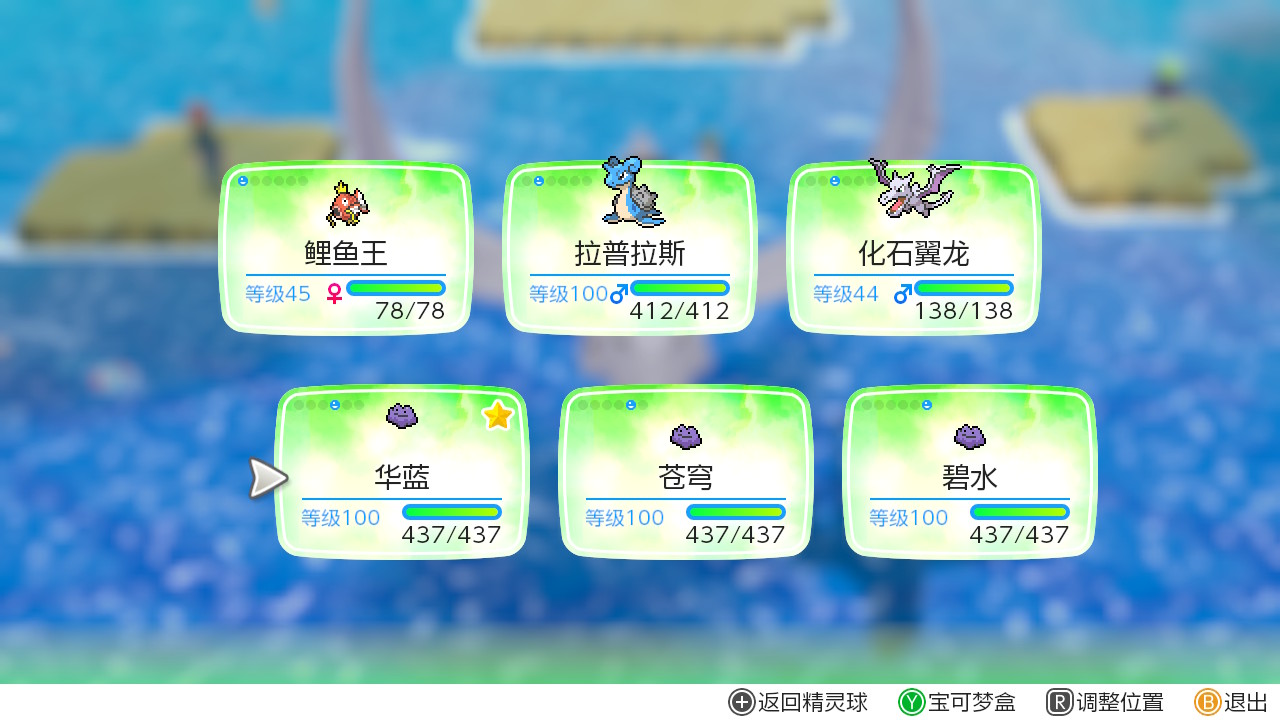 鲤鱼王
等级45 ♀
78/78
拉普拉斯
等级100♂
412/412
化石翼龙
等级44 ♂
138/138
华蓝
等级100
437/437
苍穹
等级100
437/437
碧水
等级100
437/437
返回精灵球 Y宝可梦盒 R调整位置 B退出